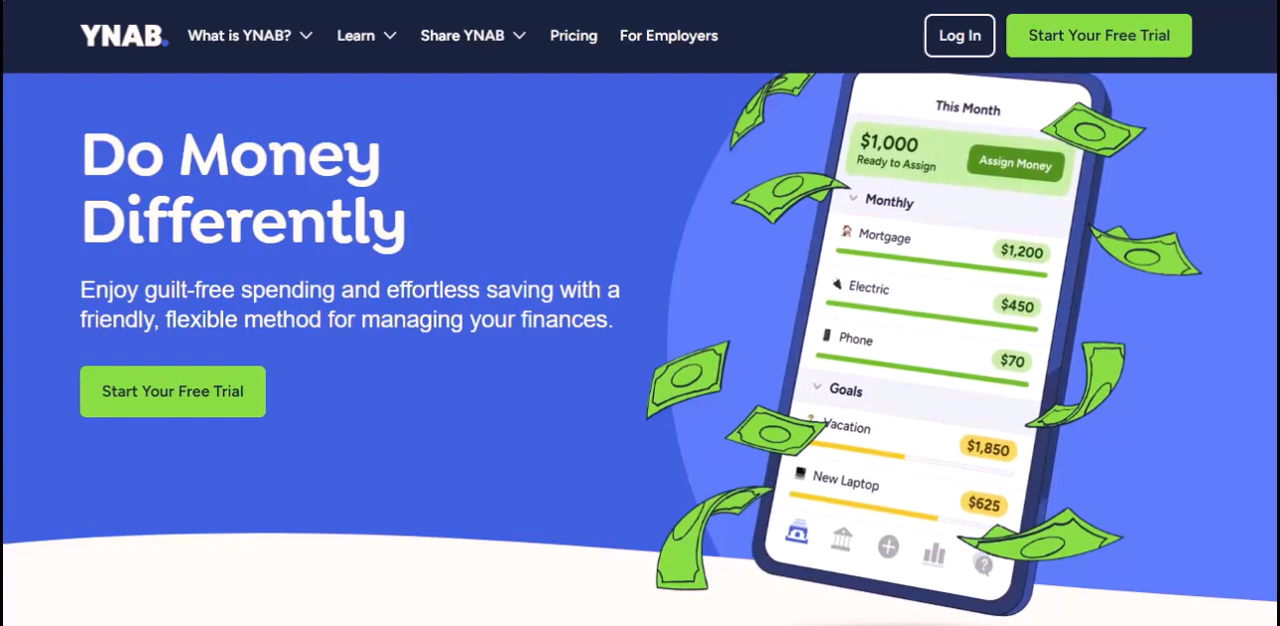 YNAB.
What is YNAB?
Learn
Share YNAB
Pricing
For Employers
Log In
Start Your Free Trial
Do Money
Differently
Enjoy guilt-free spending and effortless saving with a
friendly, flexible method for managing your finances.
Start Your Free Trial
This Month
$1,000
Ready to Assign
Assign Money
Monthly
Mortgage
$1,200
Electric
$450
Phone
$70
Goals
Vacation
$1,850
New Laptop
$625
?